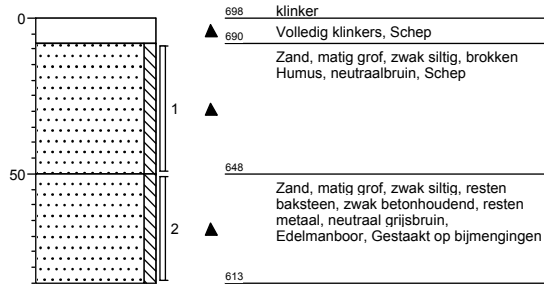 0
698 klinker
Volledig klinkers, Schep
690
Zand, matig grof, zwak siltig, brokken
Humus, neutraalbruin, Schep
1
50
648
Zand, matig grof, zwak siltig, resten
baksteen, zwak betonhoudend, resten
metaal, neutraal grijsbruin,
Edelmanboor, Gestaakt op bijmengingen
2
613